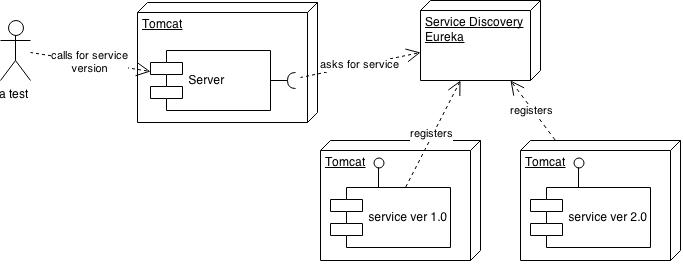 Tomcat
Service Discovery
Eureka
calls for service
version
asks for service
Server
a test
registers
registers
Tomcat
Tomcat
service ver 1.0
service ver 2.0